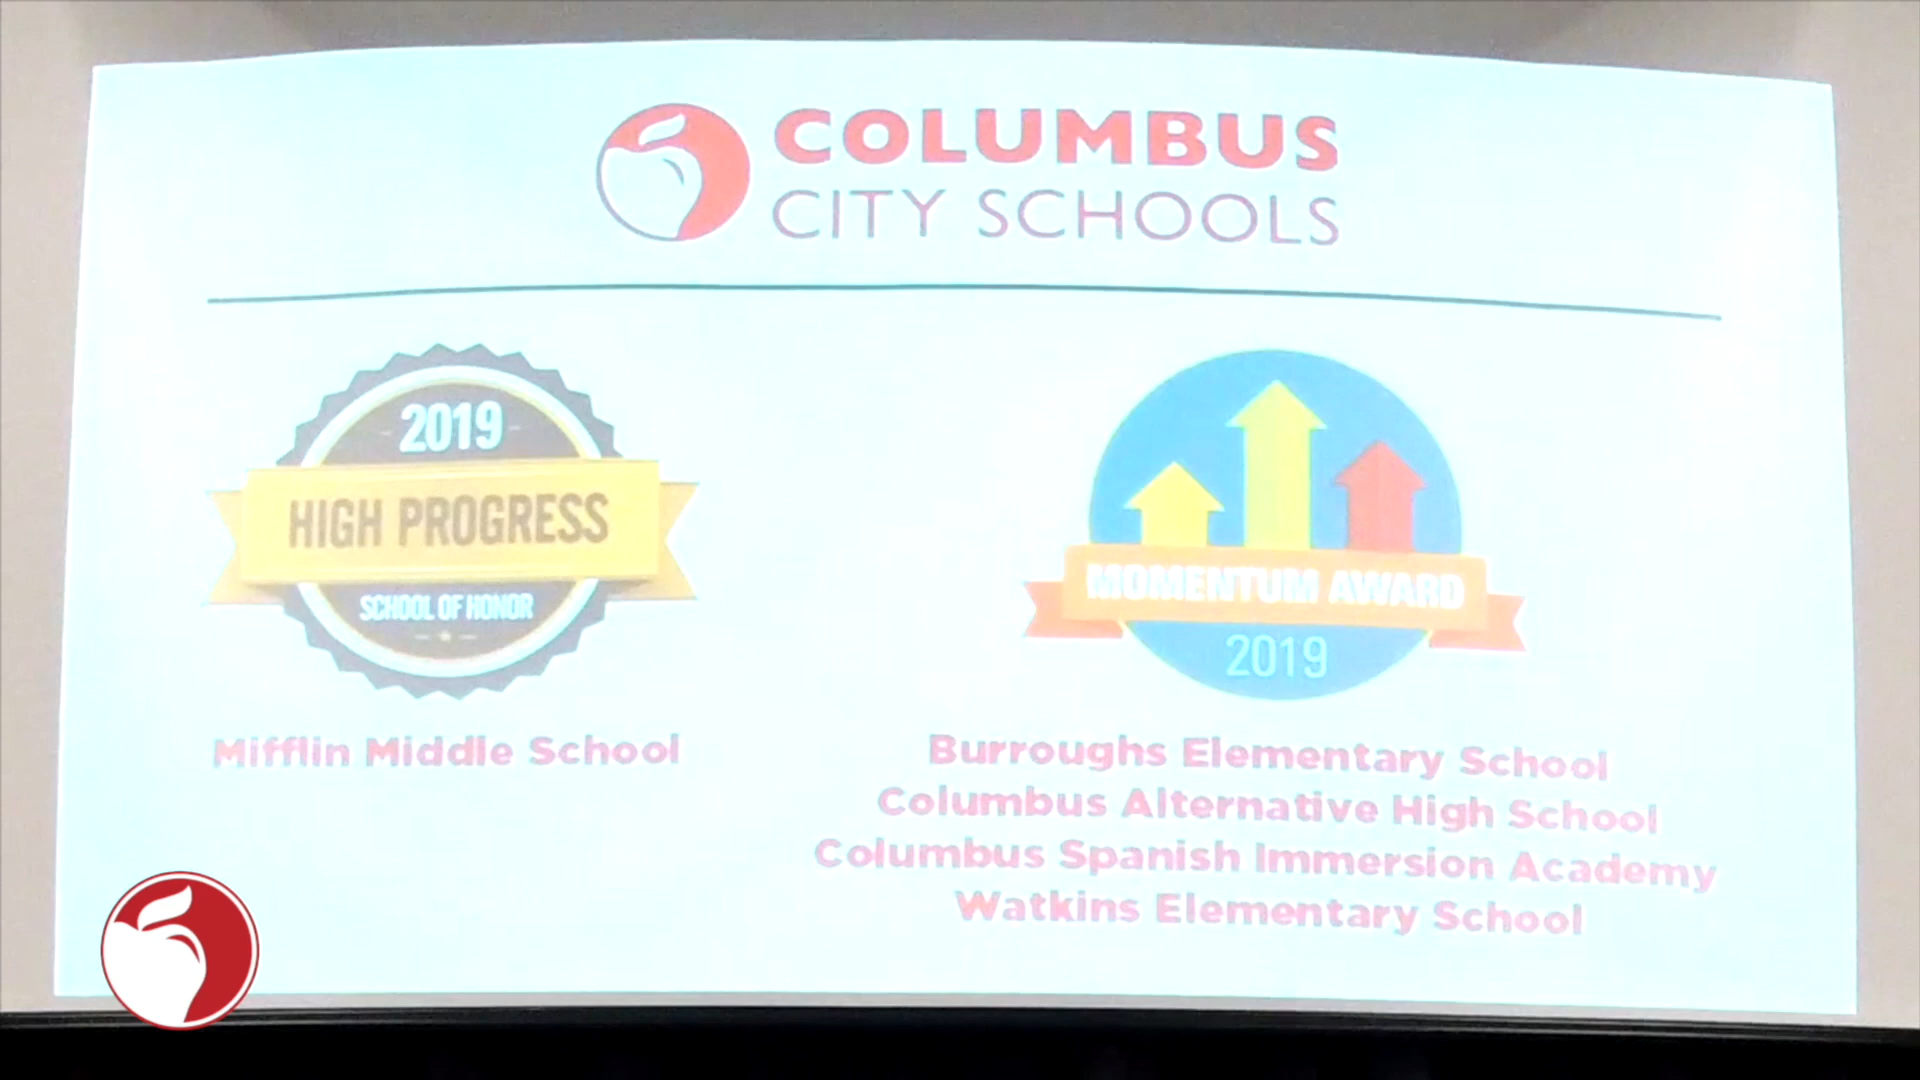 COLUMBUS
CITY SCHOOLS
2019
HIGH PROGRESS
SCHOOL OF HONOR
Mifflin Middle School
MOMENTUM AWARD
2019
Burroughs Elementary School
Columbus Alternative High School
Columbus Spanish Immersion Academy
Watkins Elementary School